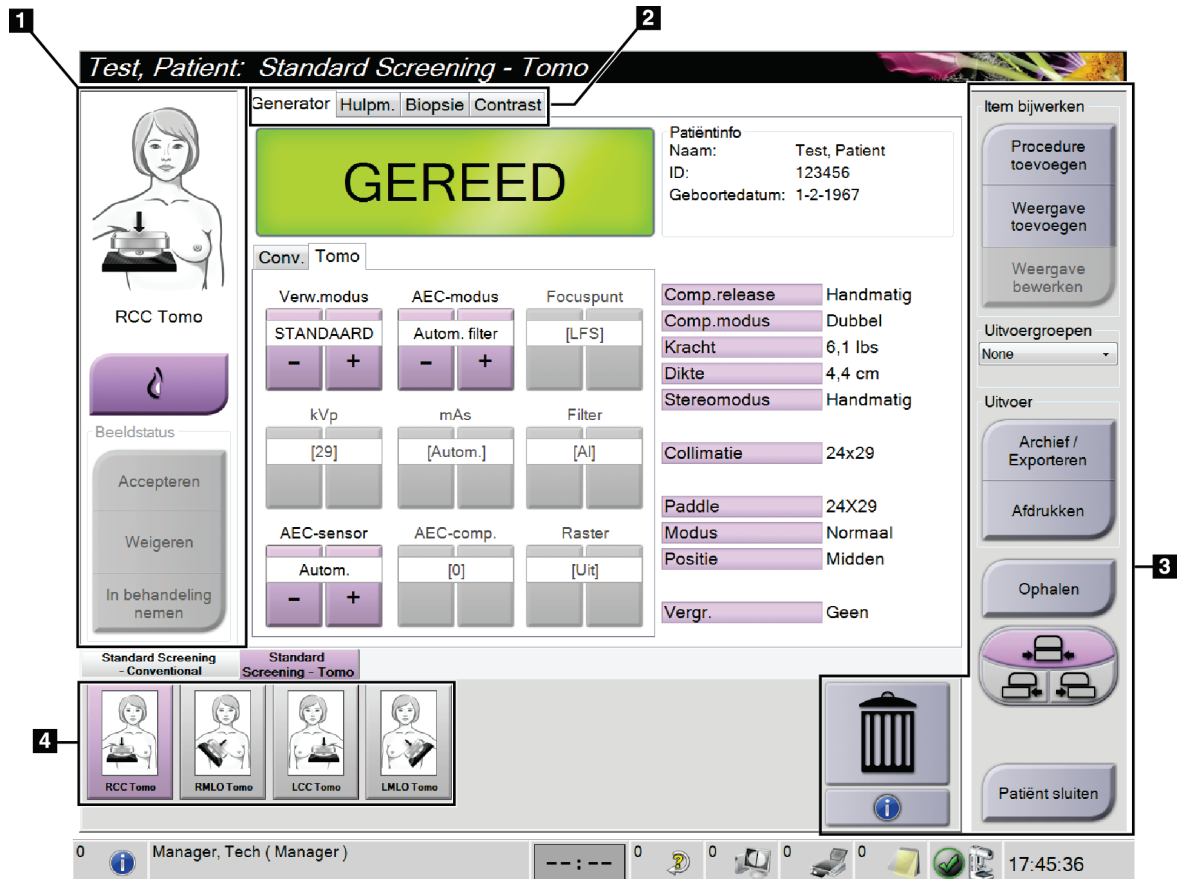 1
2
Test, Patient: Standard Screening - Tomo
Generator Hulpm. Biopsie Contrast
GEREED
Patiëntinfo
Naam: Test, Patient
ID: 123456
Geboortedatum: 1-2-1967
Item bijwerken
Procedure
toevoegen
Weergave
toevoegen
Weergave
bewerken
RCC Tomo
Beeldstatus
Accepteren
Weigeren
In behandeling
nemen
Conv. Tomo
Verw.modus AEC-modus Focuspunt
STANDAARD Autom. filter [LFS]
- + - +
kVp mAs Filter
[29] [Autom.] [Al]
AEC-sensor AEC-comp. Raster
Autom. [0] [Uit]
- +
Comp.release Handmatig
Comp.modus Dubbel
Kracht 6,1 lbs
Dikte 4,4 cm
Stereomodus Handmatig
Collimatie 24x29
Paddle 24X29
Modus Normaal
Positie Midden
Vergr. Geen
Uitvoergroepen
None
Uitvoer
Archief /
Exporteren
Afdrukken
3
Ophalen
Patiënt sluiten
Standard Screening
- Conventional
Standard
Screening - Tomo
4
RCC Tomo RMLO Tomo LCC Tomo LMLO Tomo
0 Manager, Tech ( Manager ) --:-- 0 0 0 0 17:45:36